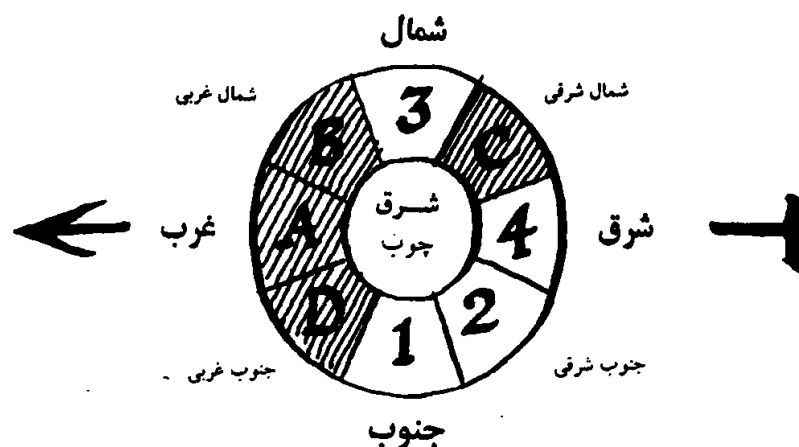 شمال
شمال غربی
شمال شرقی
3
B
C
شرق
چوب
غرب
A
4
شرق
D
1
2
جنوب غربی
جنوب شرقی
جنوب